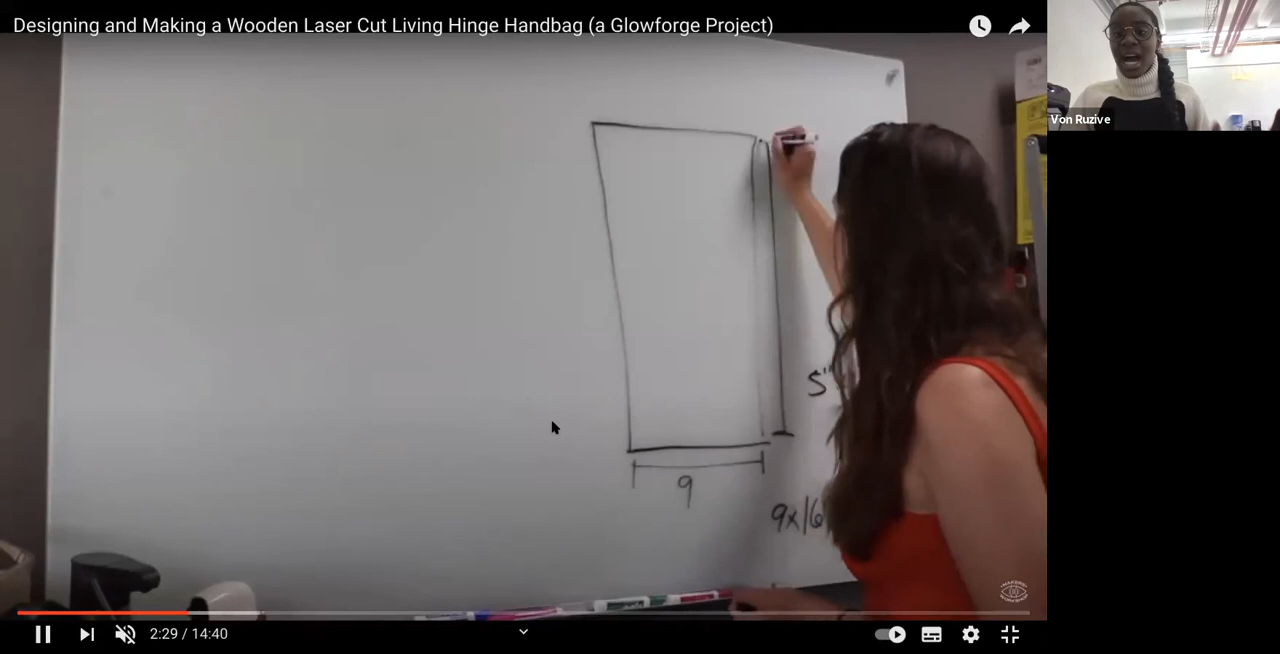 Designing and Making a Wooden Laser Cut Living Hinge Handbag (a Glowforge Project)
Von Ruzive
5"
9
9x16
2:29 / 14:40